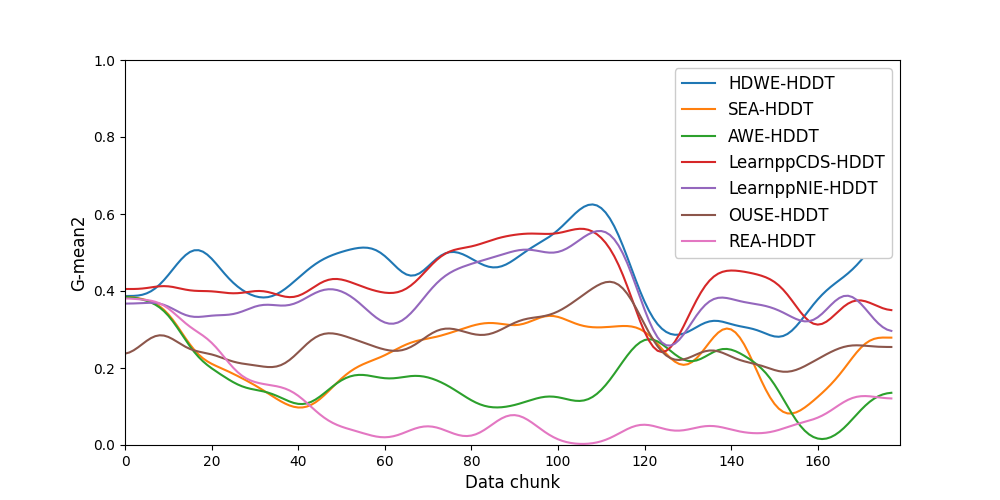 1.0
0.8
0.6
0.4
0.2
0.0
G-mean2
0 20 40 60 80 100 120 140 160
Data chunk
HDWE-HDDT
SEA-HDDT
AWE-HDDT
LearnppCDS-HDDT
LearnppNIE-HDDT
OUSE-HDDT
REA-HDDT